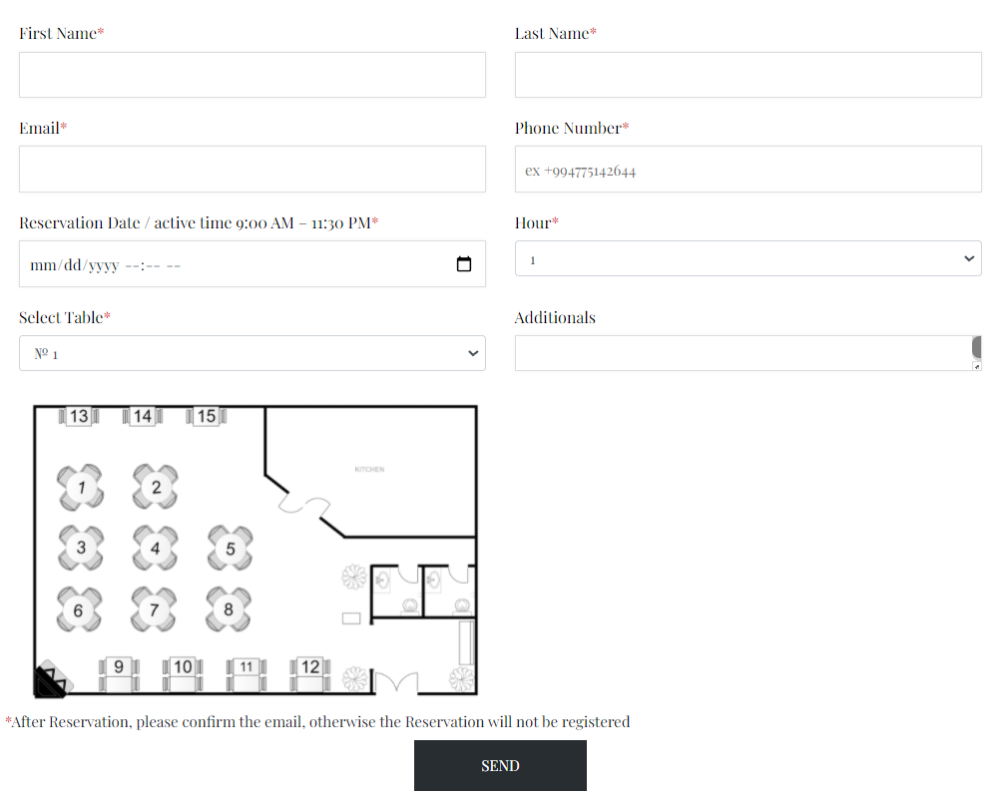 First Name*
Last Name*
Email*
Phone Number*
ex +994775142644
Reservation Date / active time 9:00 AM – 11:30 PM*
Hour*
mm/dd/yyyy --:-- --
1
Select Table*
Additionals
№ 1
13 14 15
KITCHEN
1 2
3 4 5
6 7 8
9 10 11 12
*After Reservation, please confirm the email, otherwise the Reservation will not be registered
SEND